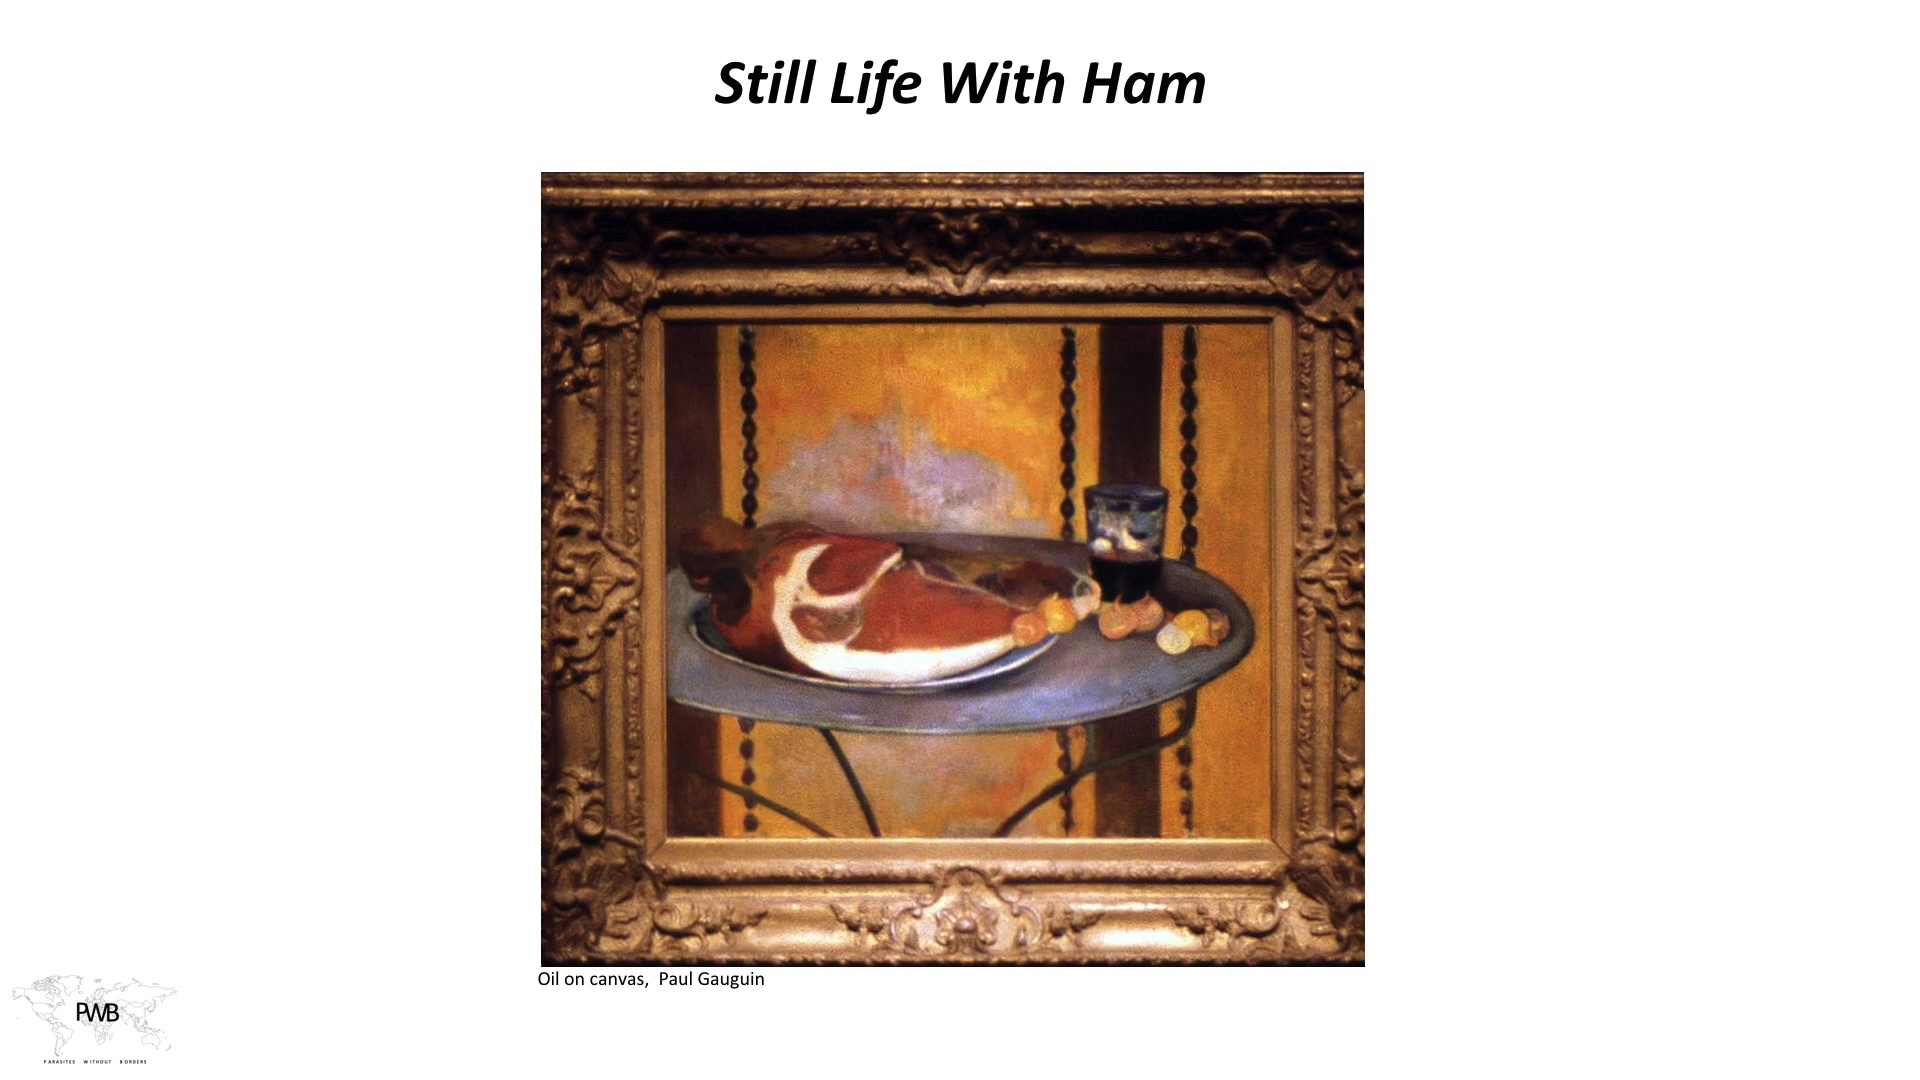 Still Life With Ham
Oil on canvas,  Paul Gauguin
PWB
PARASITES WITHOUT BORDERS